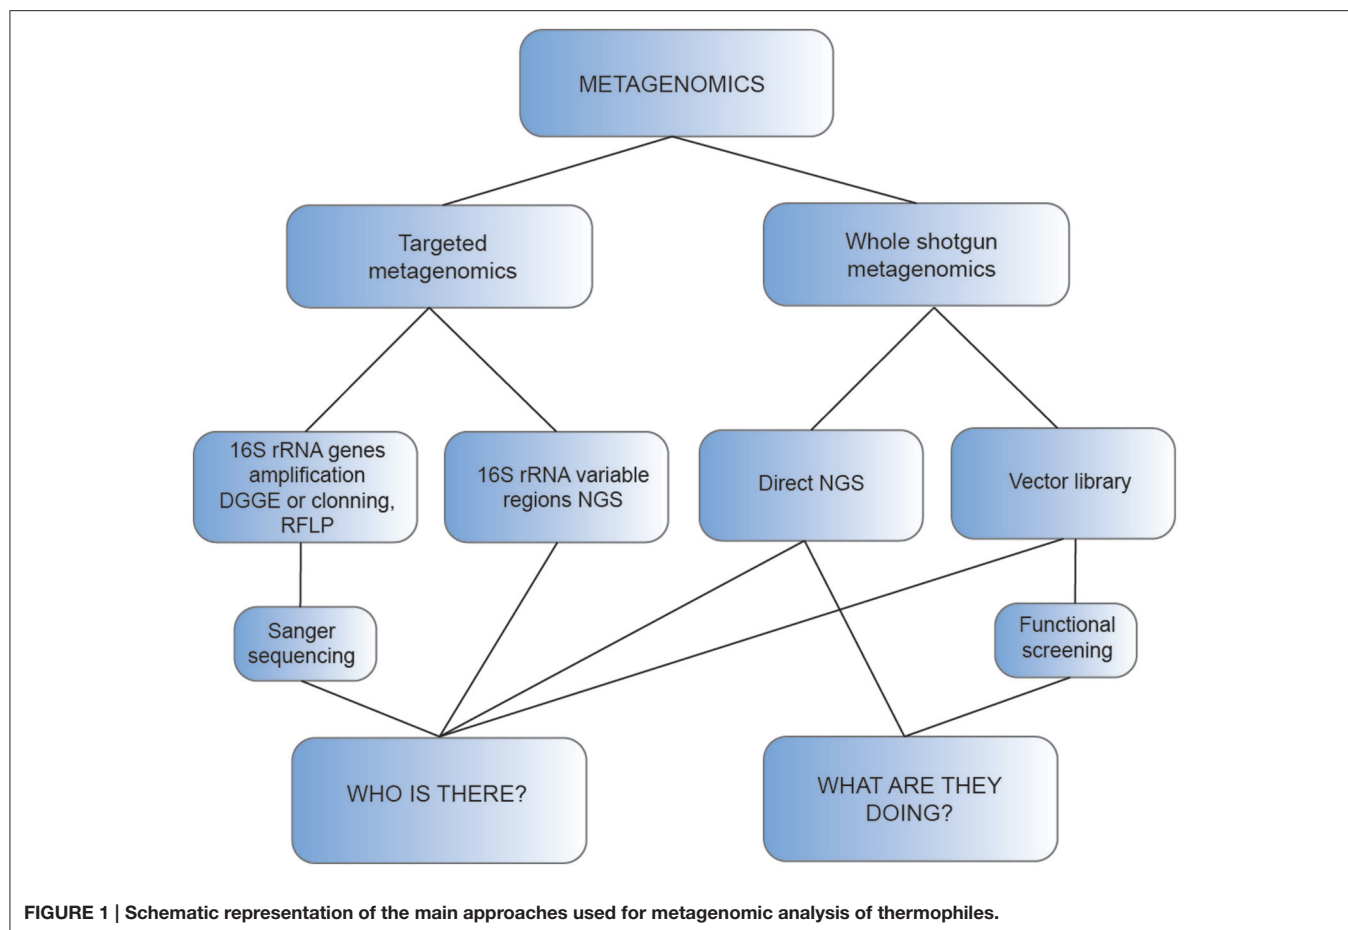 METAGENOMICS
Targeted
metagenomics
Whole shotgun
metagenomics
16S rRNA genes
amplification
DGGE or clonning,
RFLP
16S rRNA variable
regions NGS
Direct NGS
Vector library
Sanger
sequencing
Functional
screening
WHO IS THERE?
WHAT ARE THEY
DOING?
FIGURE 1 | Schematic representation of the main approaches used for metagenomic analysis of thermophiles.